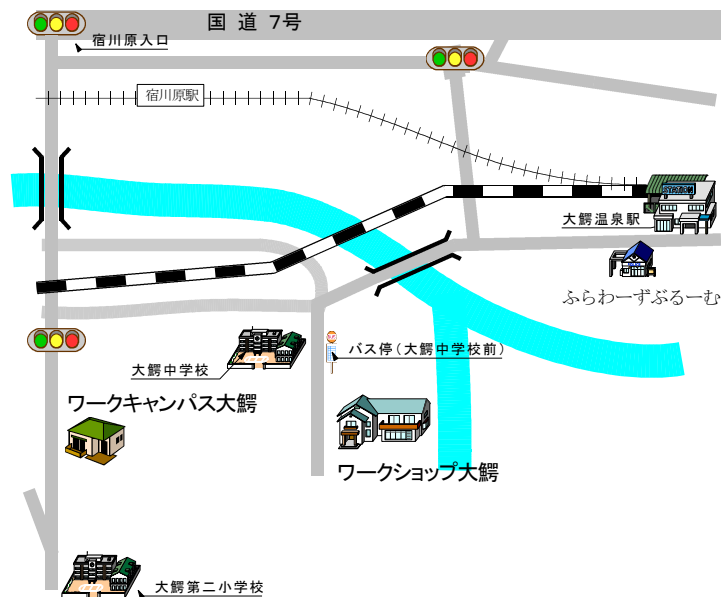 国道 7号
宿川原入口
宿川原駅
大鰐温泉駅
ふらわーずぶるーむ
バス停(大鰐中学校前)
大鰐中学校
ワークキャンパス大鰐
ワークショップ大鰐
大鰐第二小学校